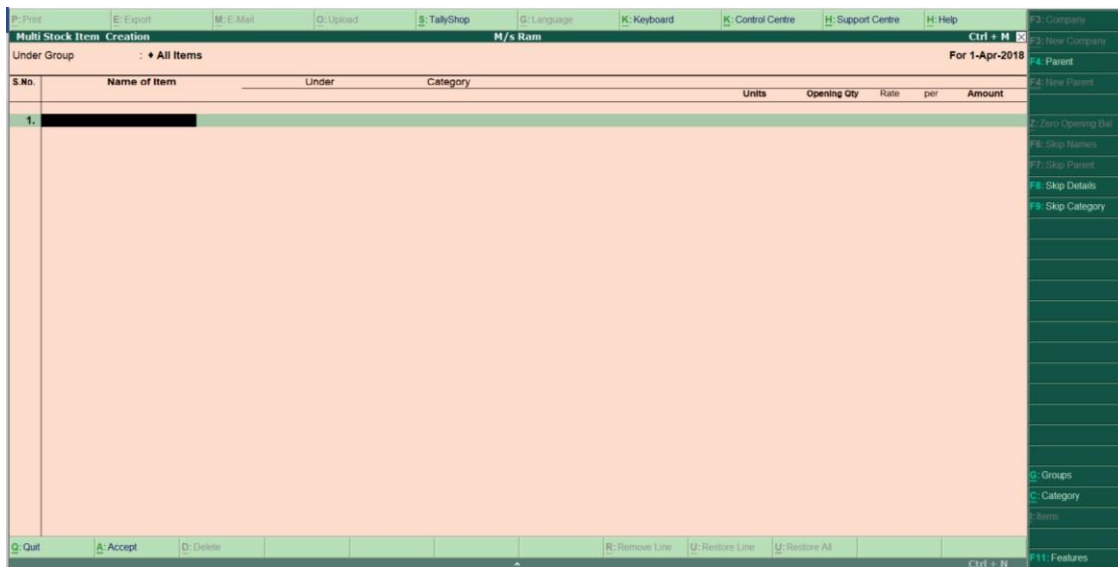 P: Print E: Export M: E-Mail O: Upload S: TallyShop G: Language K: Keyboard K: Control Centre H: Support Centre H: Help F3: Company
Multi Stock Item Creation M/s Ram Ctrl + M
F3: New Company
Under Group : ♦ All Items For 1-Apr-2018
F4: Parent
S.No. Name of Item Under Category
F4: New Parent
Units Opening Qty Rate per Amount
1.
Z: Zero Opening Bal
F6: Skip Names
F7: Skip Parent
F8: Skip Details
F9: Skip Category
G: Groups
C: Category
I: Items
Q: Quit A: Accept D: Delete R: Remove Line U: Restore Line U: Restore All
F11: Features
Ctrl + N